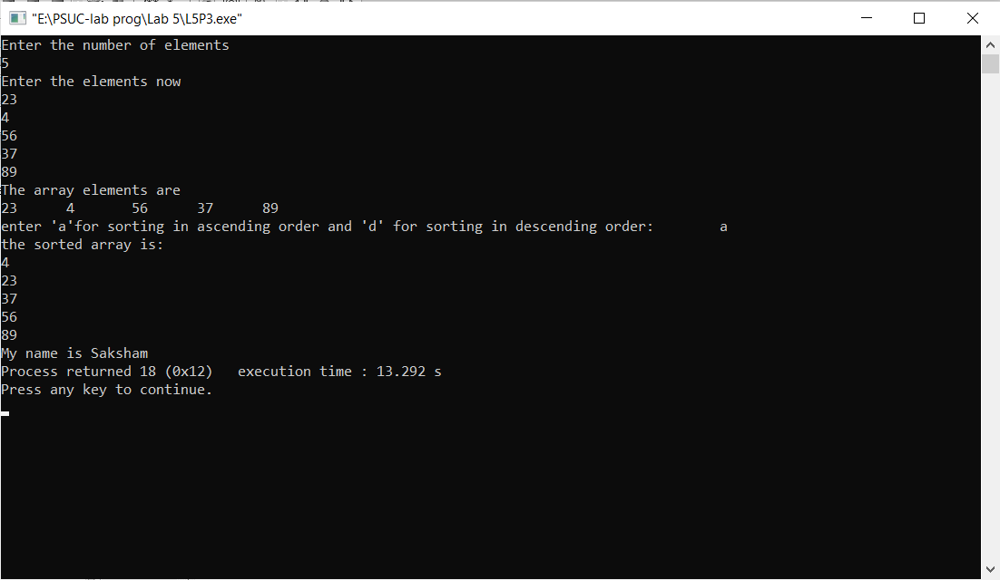 "E:\PSUC-lab prog\Lab 5\L5P3.exe"
Enter the number of elements
5
Enter the elements now
23
4
56
37
89
The array elements are
23      4       56      37      89
enter 'a'for sorting in ascending order and 'd' for sorting in descending order:        a
the sorted array is:
4
23
37
56
89
My name is Saksham
Process returned 18 (0x12)   execution time : 13.292 s
Press any key to continue.